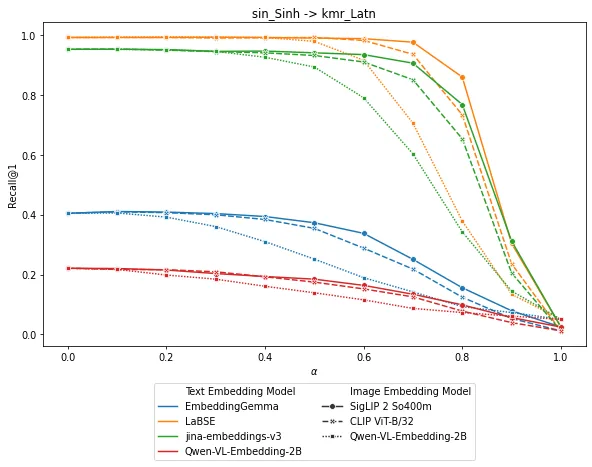 sin_Sinh -> kmr_Latn
Recall@1
1.0
0.8
0.6
0.4
0.2
0.0
0.0 0.2 0.4 0.6 0.8 1.0
α
Text Embedding Model
EmbeddingGemma
LaBSE
jina-embeddings-v3
Qwen-VL-Embedding-2B
Image Embedding Model
SigLIP 2 So400m
CLIP ViT-B/32
Qwen-VL-Embedding-2B